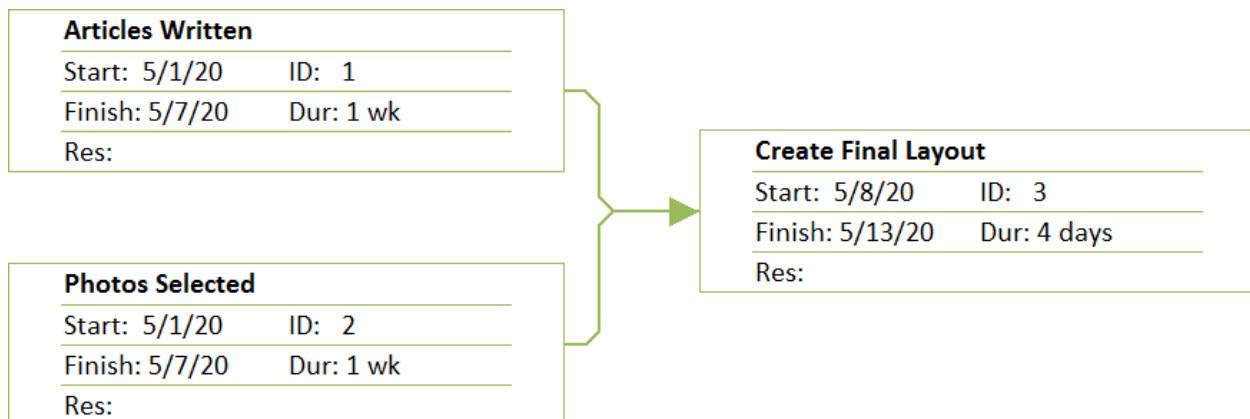 Articles Written
Start: 5/1/20 ID: 1
Finish: 5/7/20 Dur: 1 wk
Res:
Photos Selected
Start: 5/1/20 ID: 2
Finish: 5/7/20 Dur: 1 wk
Res:
Create Final Layout
Start: 5/8/20 ID: 3
Finish: 5/13/20 Dur: 4 days
Res: